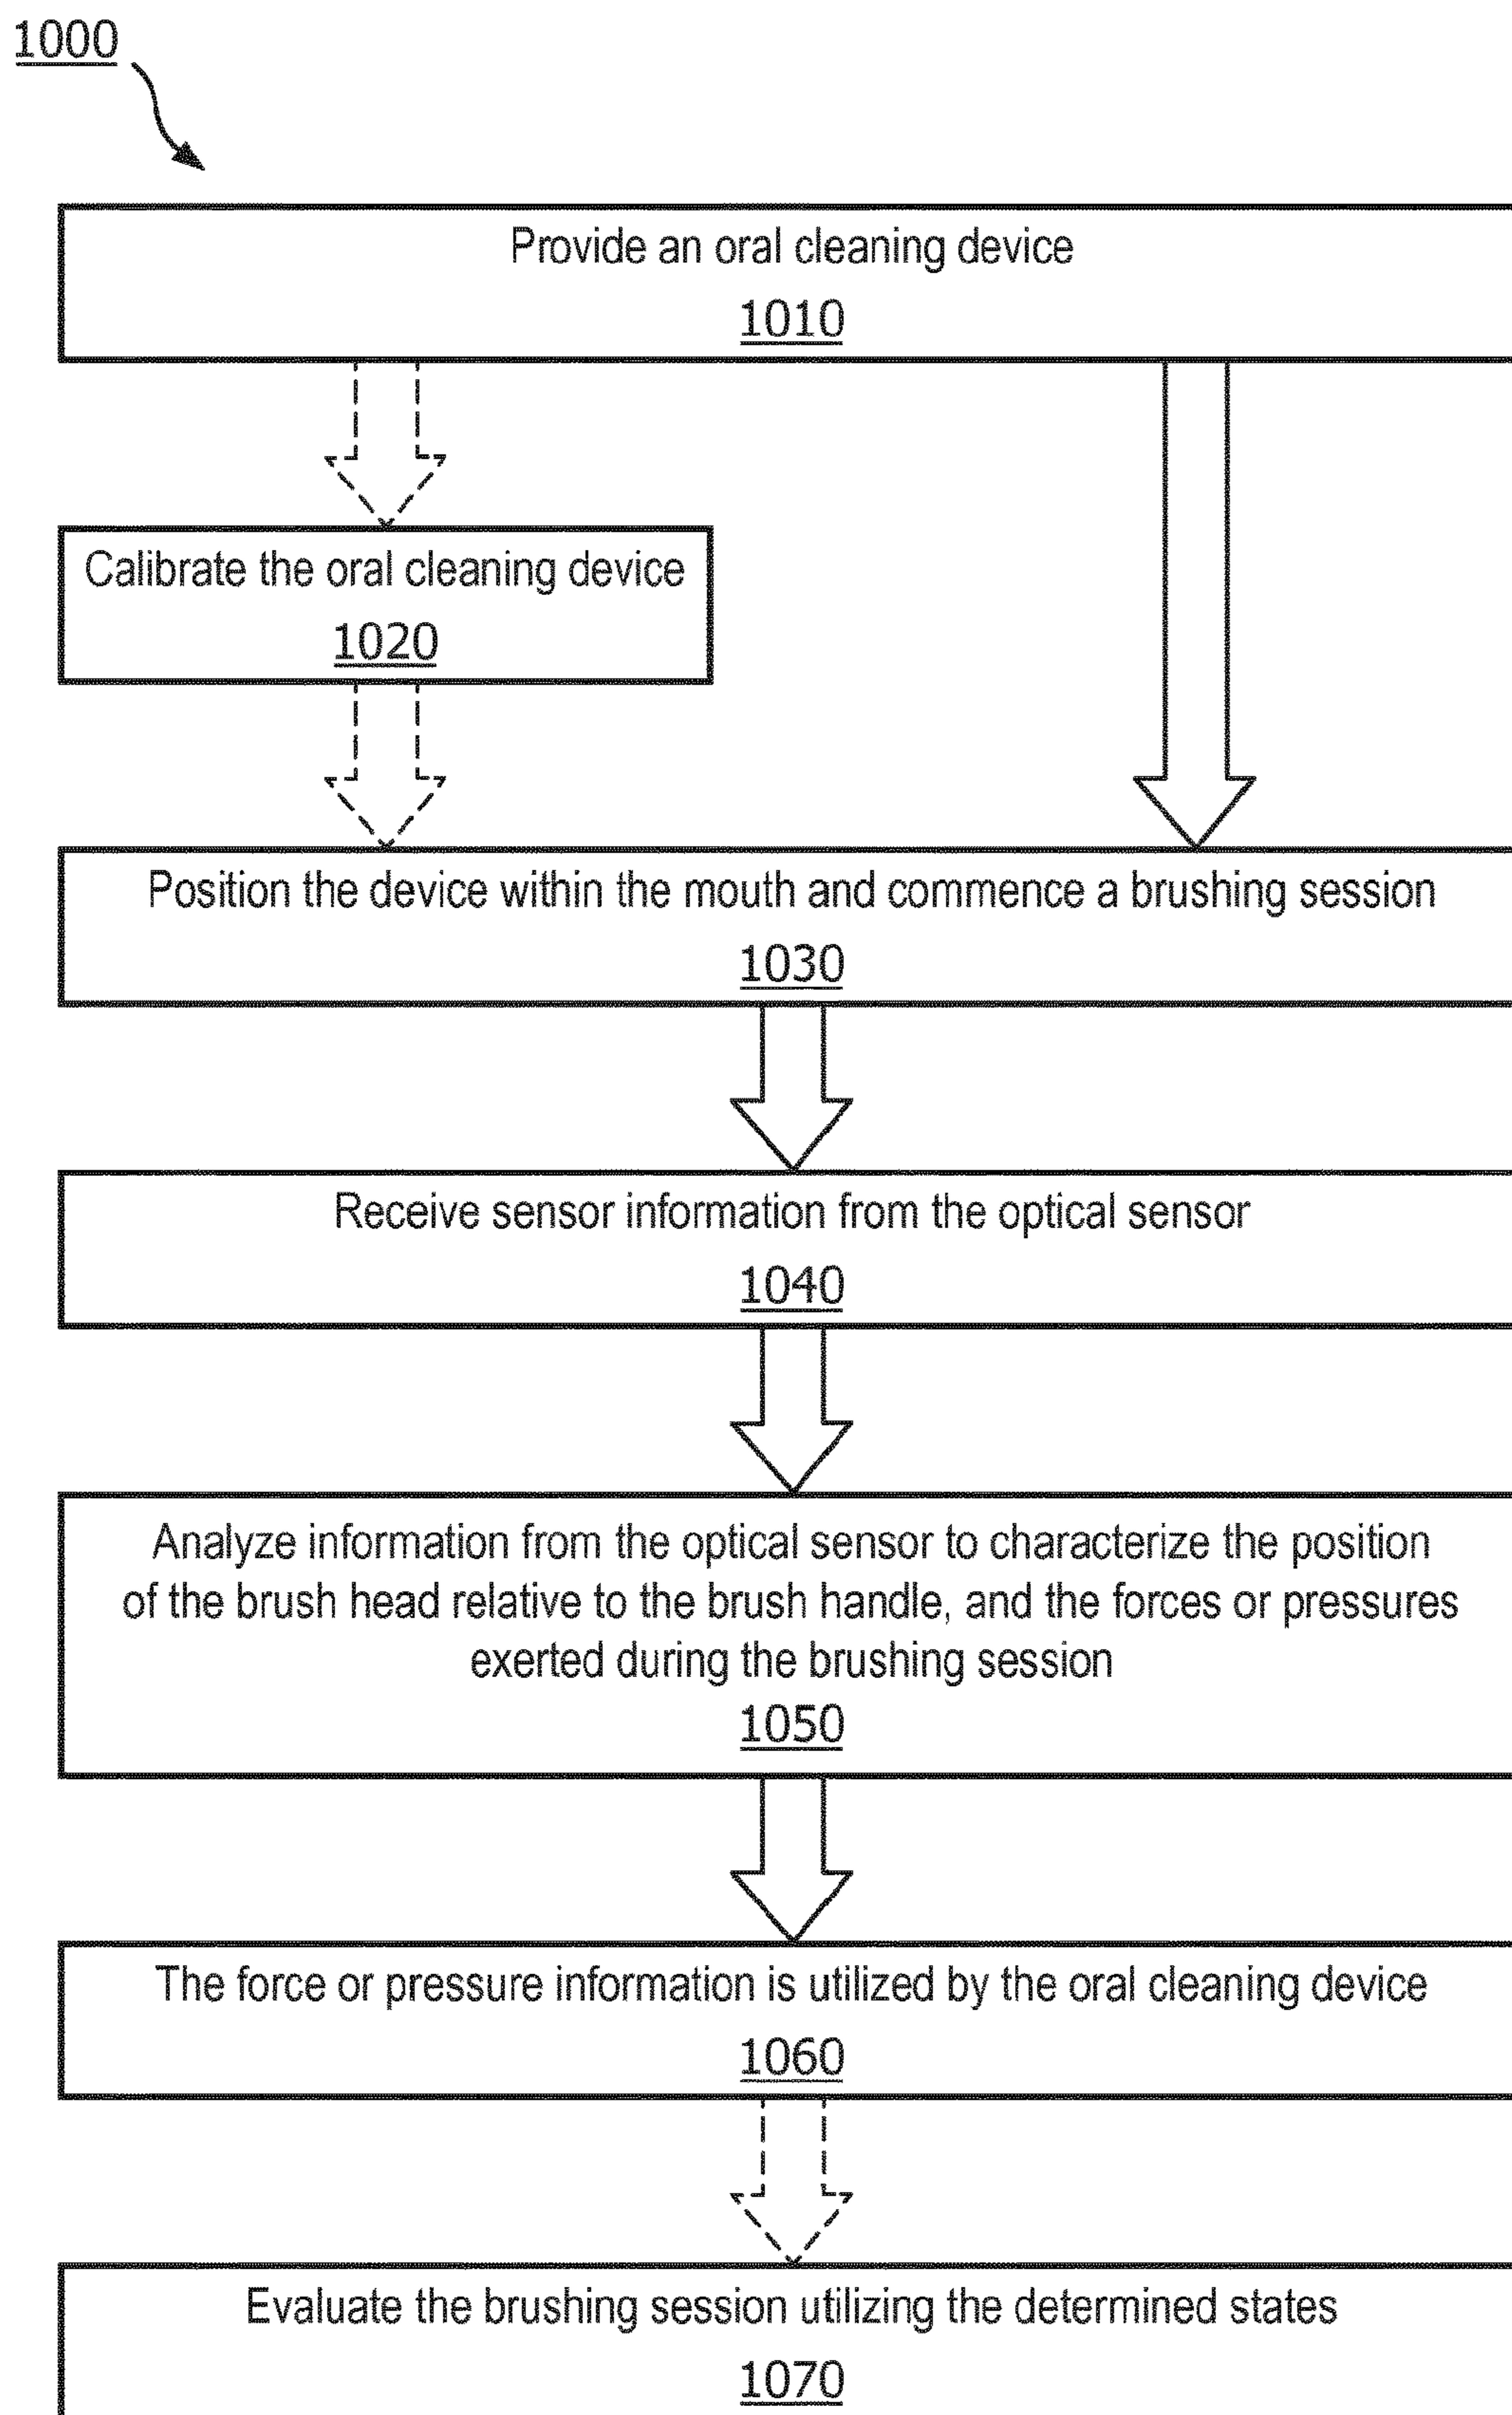 1000
Provide an oral cleaning device
1010
Calibrate the oral cleaning device
1020
Position the device within the mouth and commence a brushing session
1030
Receive sensor information from the optical sensor
1040
Analyze information from the optical sensor to characterize the position
of the brush head relative to the brush handle, and the forces or pressures
exerted during the brushing session
1050
The force or pressure information is utilized by the oral cleaning device
1060
Evaluate the brushing session utilizing the determined states
1070